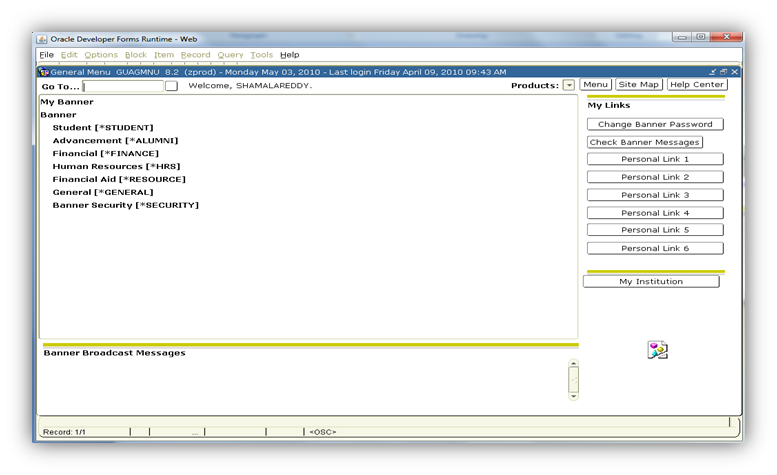 Oracle Developer Forms Runtime - Web
File Edit Options Block Item Record Query Tools Help
General Menu GUAGMNU 8.2 (zprod) - Monday May 03, 2010 - Last login Friday April 09, 2010 09:43 AM
Go To... Welcome, SHAMALAREDDY. Products: Menu Site Map Help Center
My Banner
Banner
Student [*STUDENT]
Advancement [*ALUMNI]
Financial [*FINANCE]
Human Resources [*HRS]
Financial Aid [*RESOURCE]
General [*GENERAL]
Banner Security [*SECURITY]
My Links
Change Banner Password
Check Banner Messages
Personal Link 1
Personal Link 2
Personal Link 3
Personal Link 4
Personal Link 5
Personal Link 6
My Institution
Banner Broadcast Messages
Record: 1/1 ... <OSC>